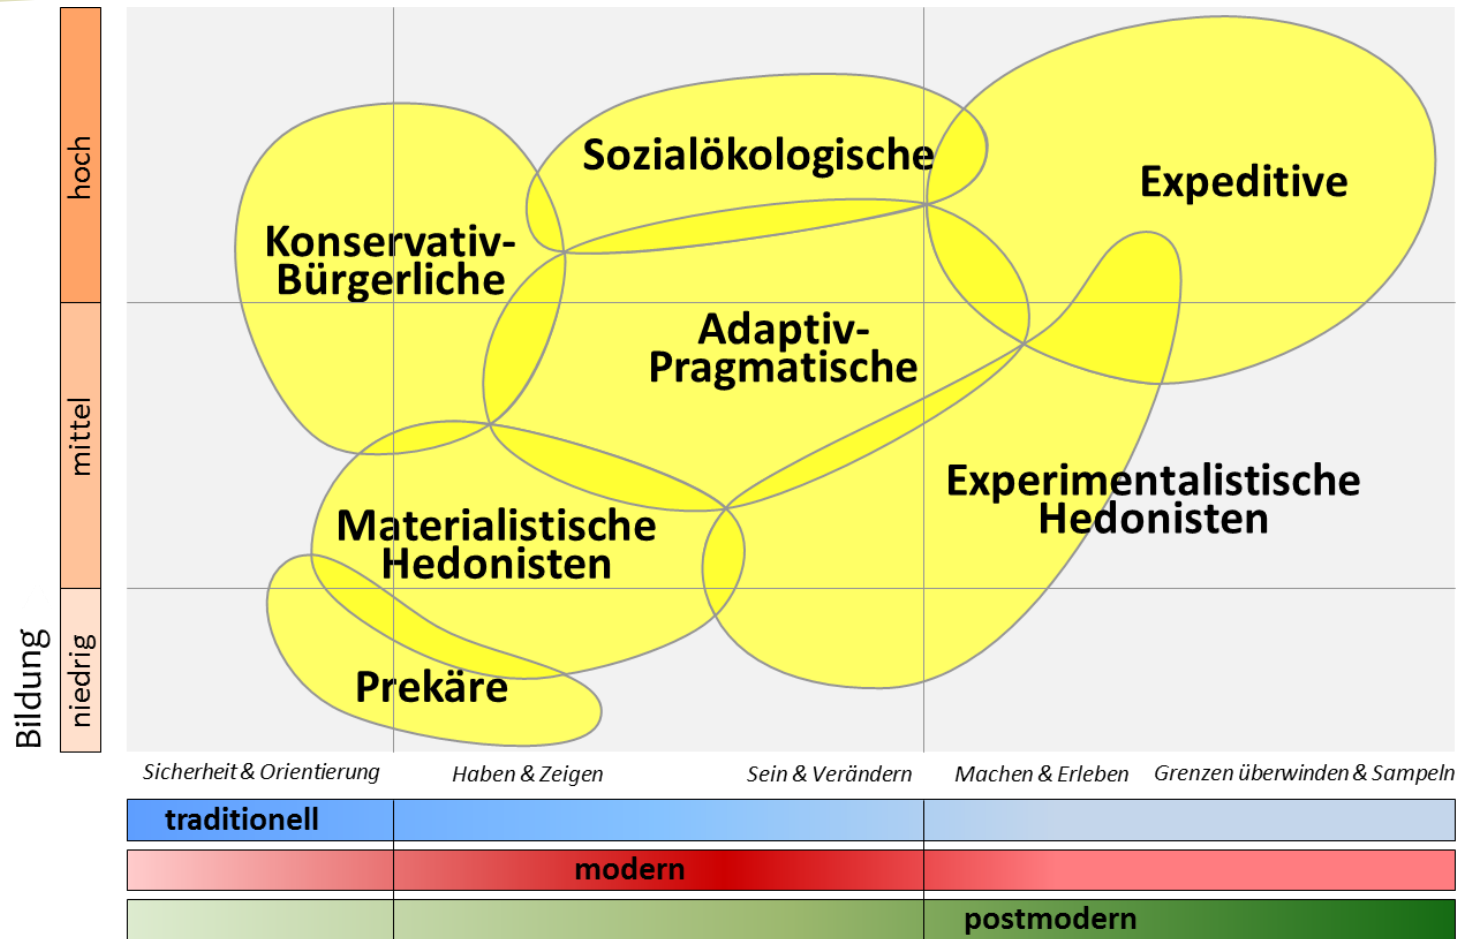 Bildung
hoch
mittel
niedrig
Sozialökologische
Expeditive
Konservativ-
Bürgerliche
Adaptiv-
Pragmatische
Experimentalistische
Hedonisten
Materialistische
Hedonisten
Prekäre
Sicherheit & Orientierung
Haben & Zeigen
Sein & Verändern
Machen & Erleben
Grenzen überwinden & Sampeln
traditionell
modern
postmodern